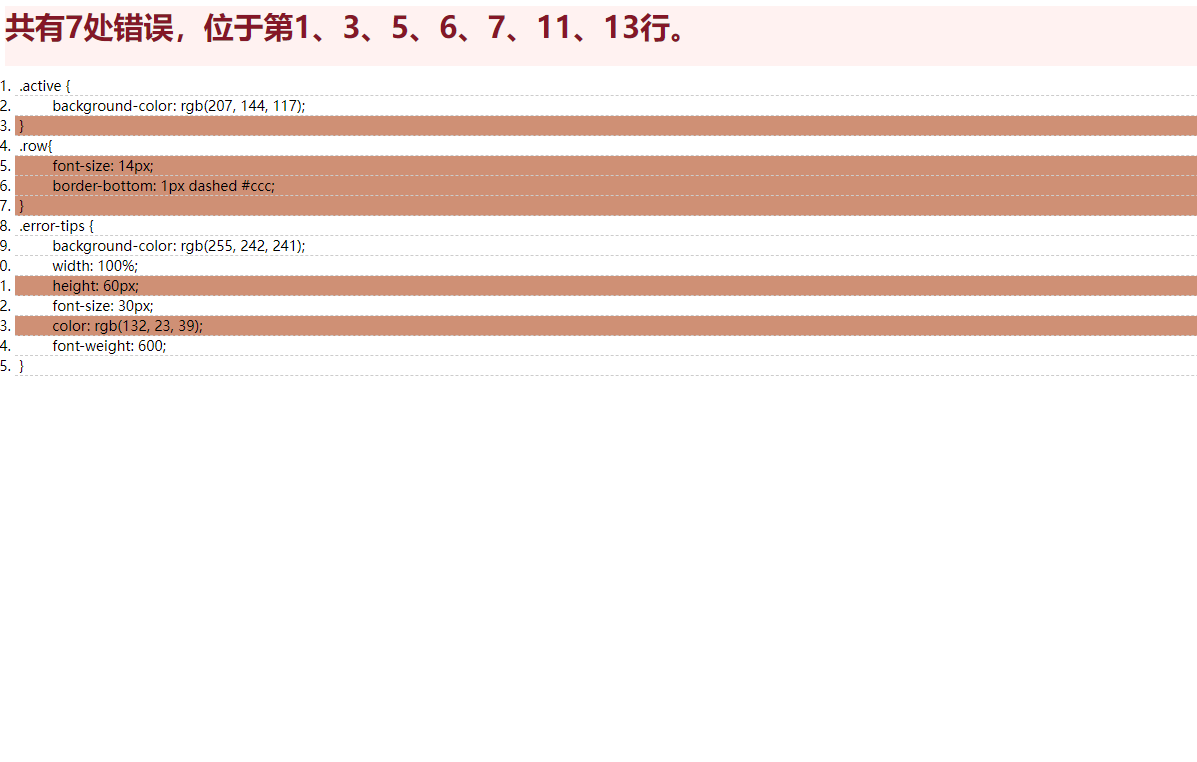 共有7处错误，位于第1、3、5、6、7、11、13行。
1. .active {
2. background-color: rgb(207, 144, 117);
3. }
4. .row{
5. font-size: 14px;
6. border-bottom: 1px dashed #ccc;
7. }
8. .error-tips {
9. background-color: rgb(255, 242, 241);
0. width: 100%;
1. height: 60px;
2. font-size: 30px;
3. color: rgb(132, 23, 39);
4. font-weight: 600;
5. }